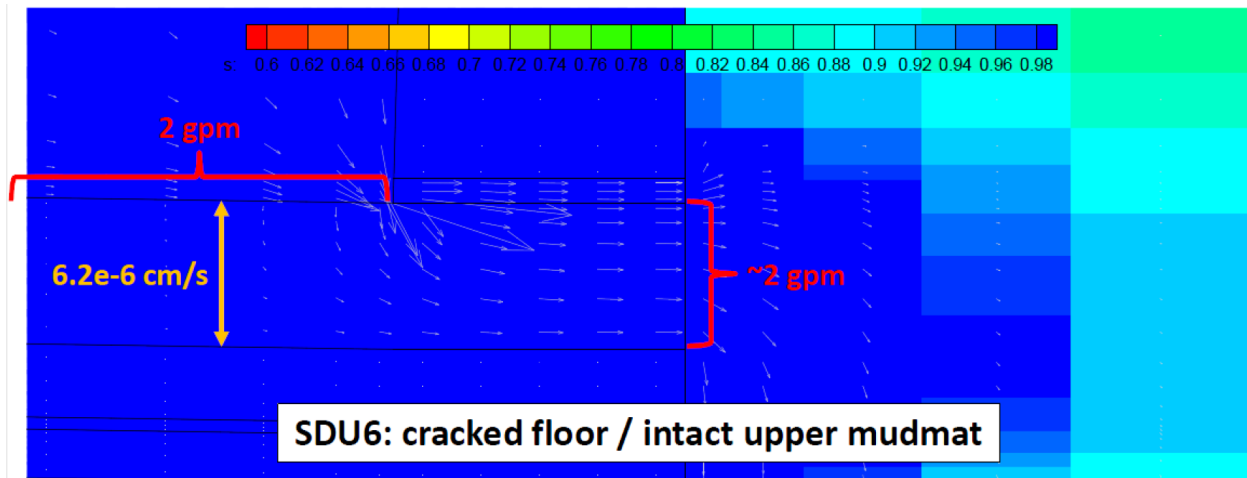 s: 0.6 0.62 0.64 0.66 0.68 0.7 0.72 0.74 0.76 0.78 0.8 0.82 0.84 0.86 0.88 0.9 0.92 0.94 0.96 0.98
2 gpm
6.2e-6 cm/s
~2 gpm
SDU6: cracked floor / intact upper mudmat